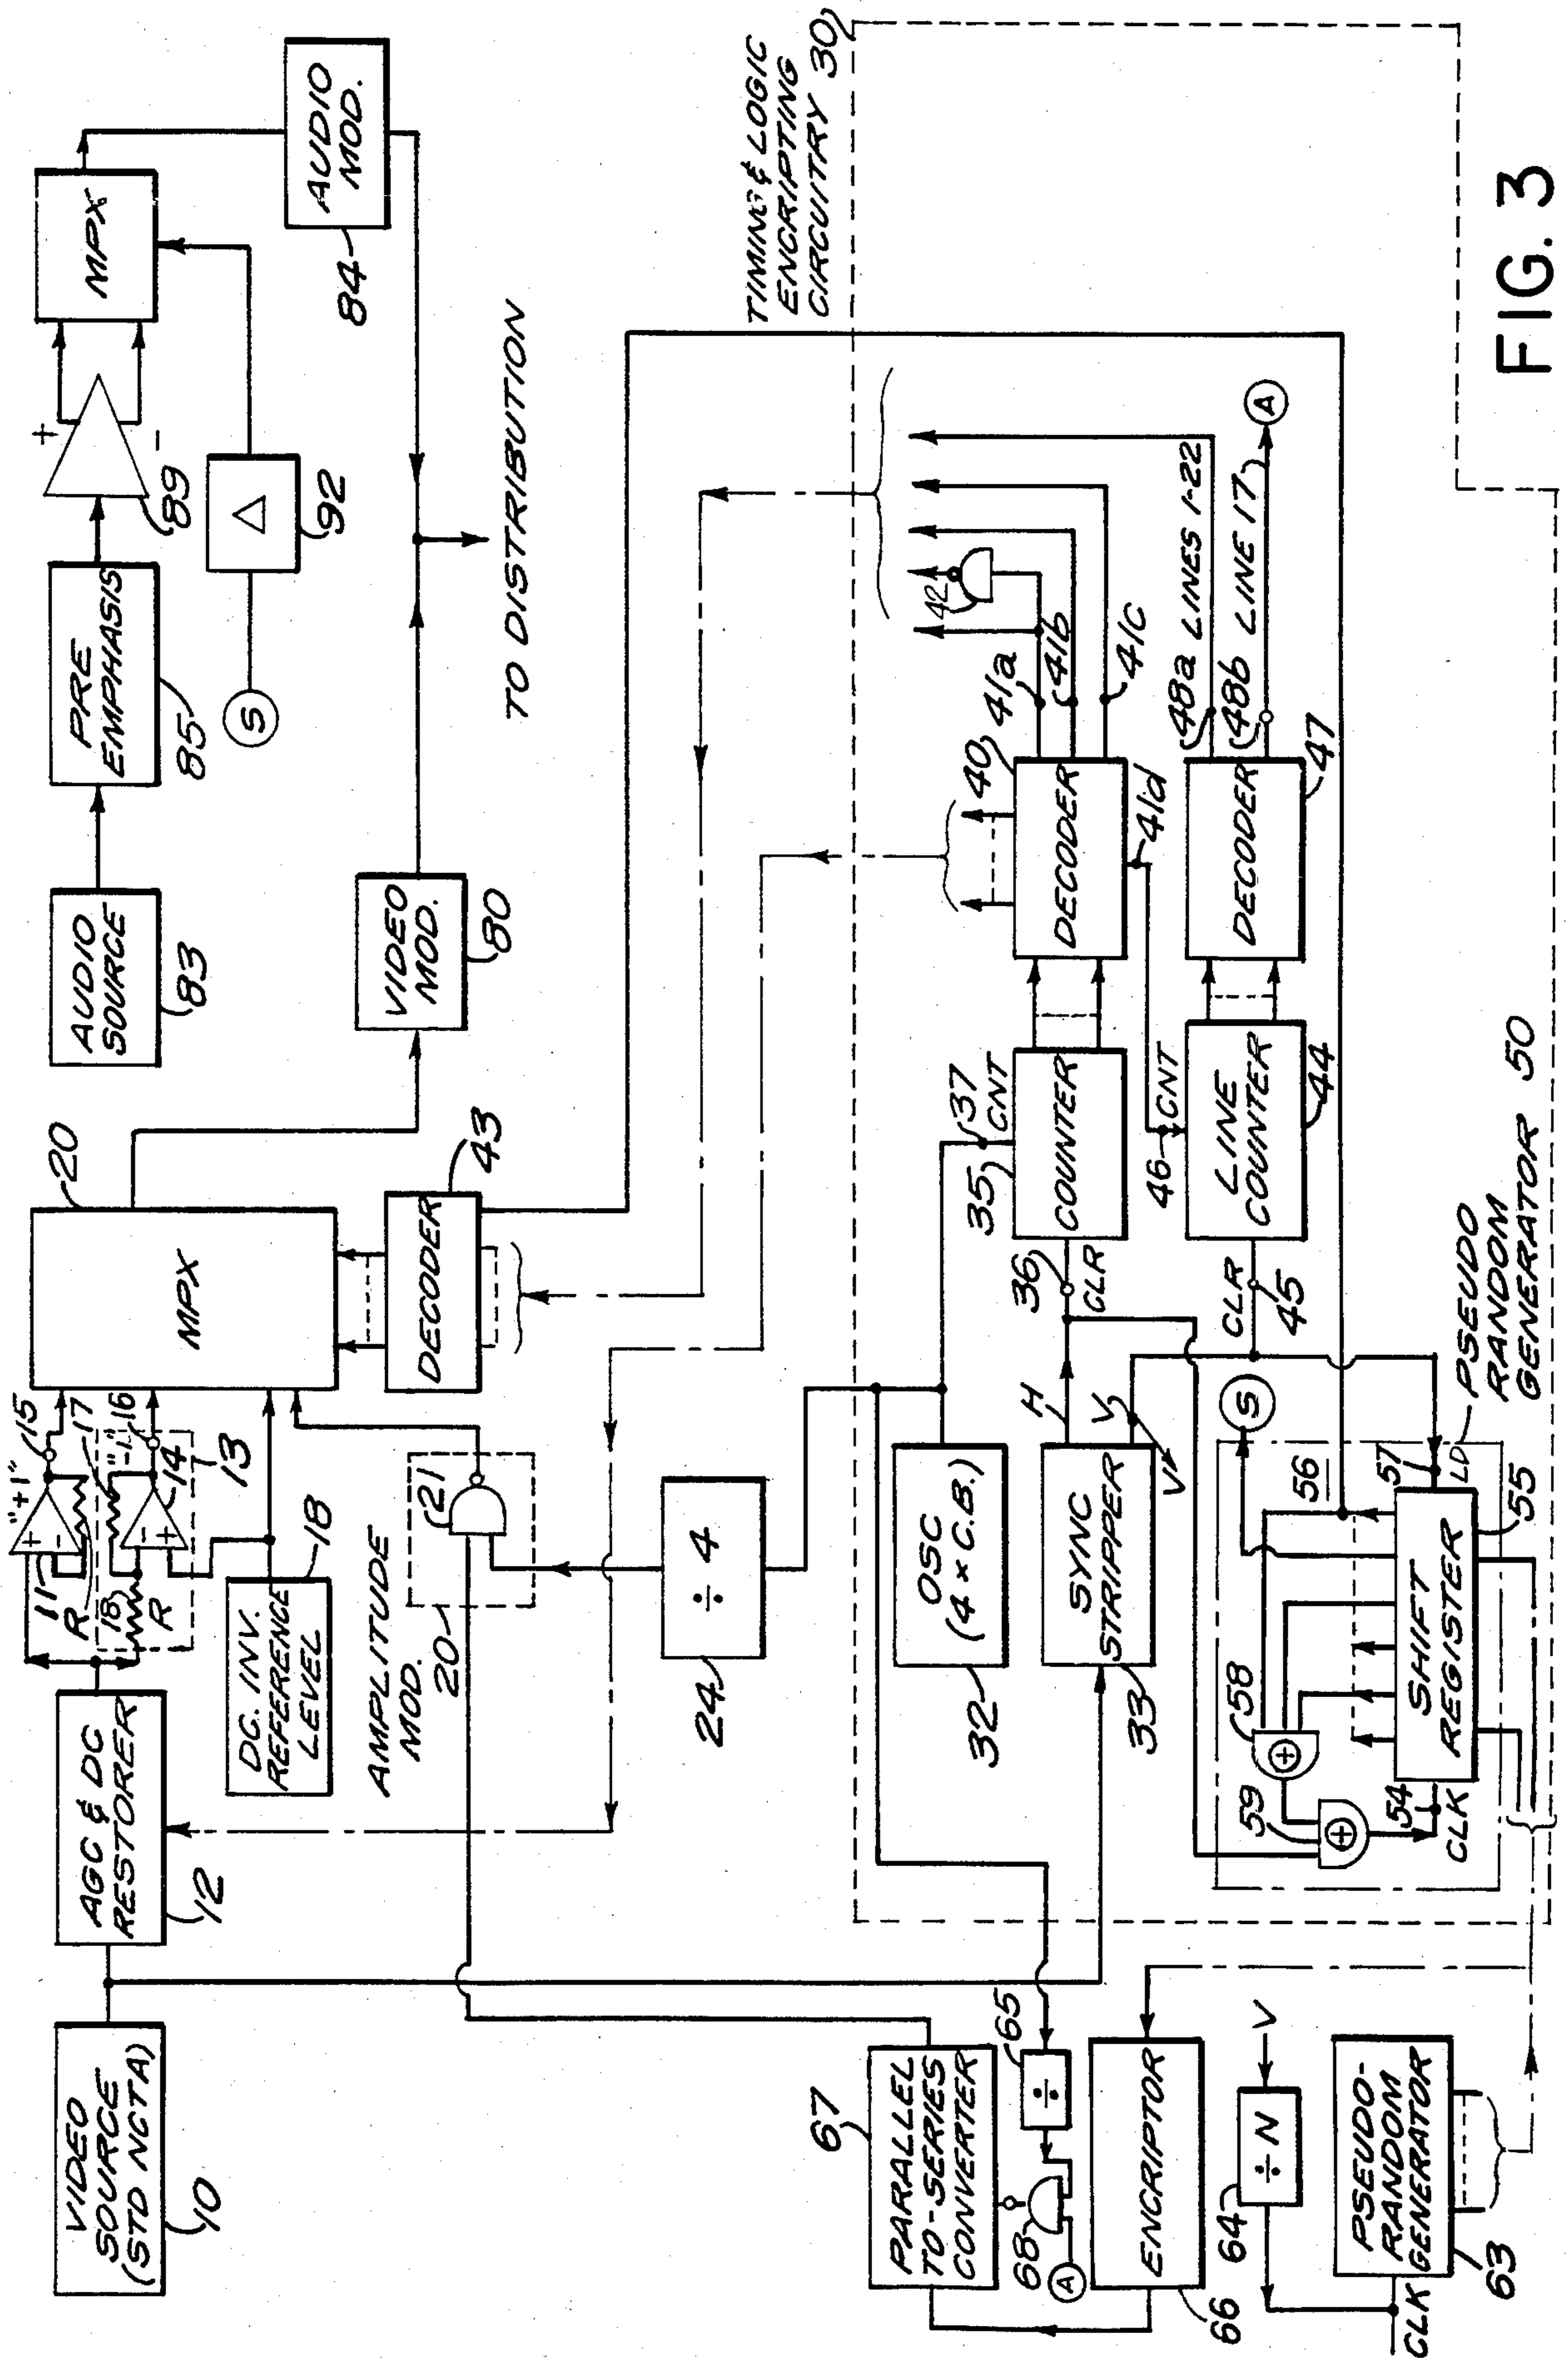 VIDEO
SOURCE
(STD NCTA)
10
AGC & DC
RESTORER
12
"+1"
+
-
11
R
15
17
"-1"
16
14
-
+
18
R
13
DC. INV.
REFERENCE
LEVEL
18
MPX
20
DECODER
43
AMPLITUDE
MOD.
20
21
÷ 4
24
AUDIO
SOURCE
83
PRE
EMPHASIS
85
+
-
89
MPX
S
Δ
92
AUDIO
MOD.
84
VIDEO
MOD.
80
TO DISTRIBUTION
TIMING & LOGIC
ENCRIPTING
CIRCUITRY 30
OSC
(4 x C.B.)
32
SYNC
STRIPPER
33
H
V
V
36
CLR
COUNTER
35
37
CNT
DECODER
40
41a
41b
41c
41d
42
CLR
45
LINE
COUNTER
44
46
CNT
DECODER
47
48a LINES 1-22
48b LINE 17
A
PSEUDO
RANDOM
GENERATOR 50
S
56
57
LD
SHIFT
REGISTER
55
58
59
54
CLK
PARALLEL
TO-SERIES
CONVERTER
67
÷
65
68
A
ENCRIPTOR
66
÷ N
64
V
PSEUDO-
RANDOM
GENERATOR
63
CLK
FIG. 3